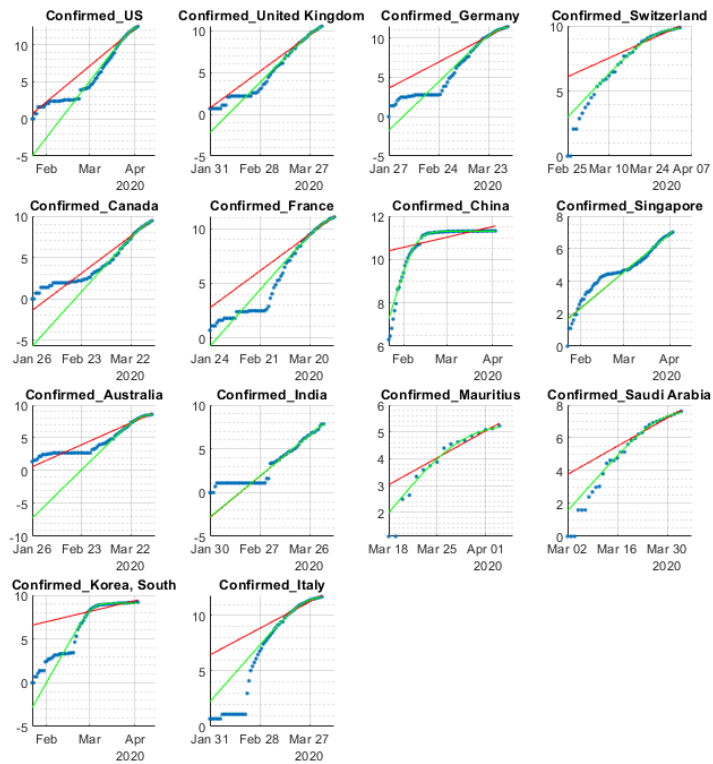 Confirmed_US
10
5
0
-5
Feb
Mar
Apr
2020
Confirmed_United Kingdom
10
5
0
-5
Jan 31
Feb 28
Mar 27
2020
Confirmed_Germany
10
5
0
-5
Jan 27
Feb 24
Mar 23
2020
Confirmed_Switzerland
10
5
0
Feb 25
Mar 10
Mar 24
Apr 07
2020
Confirmed_Canada
10
5
0
-5
Jan 26
Feb 23
Mar 22
2020
Confirmed_France
10
5
0
Jan 24
Feb 21
Mar 20
2020
Confirmed_China
12
10
8
6
Feb
Mar
Apr
2020
Confirmed_Singapore
8
6
4
2
0
Feb
Mar
Apr
2020
Confirmed_Australia
10
5
0
-5
-10
Jan 26
Feb 23
Mar 22
2020
Confirmed_India
10
5
0
-5
Jan 30
Feb 27
Mar 26
2020
Confirmed_Mauritius
6
5
4
3
2
1
Mar 18
Mar 25
Apr 01
2020
Confirmed_Saudi Arabia
8
6
4
2
0
Mar 02
Mar 16
Mar 30
2020
Confirmed_Korea, South
10
5
0
-5
Feb
Mar
Apr
2020
Confirmed_Italy
10
5
0
Jan 31
Feb 28
Mar 27
2020